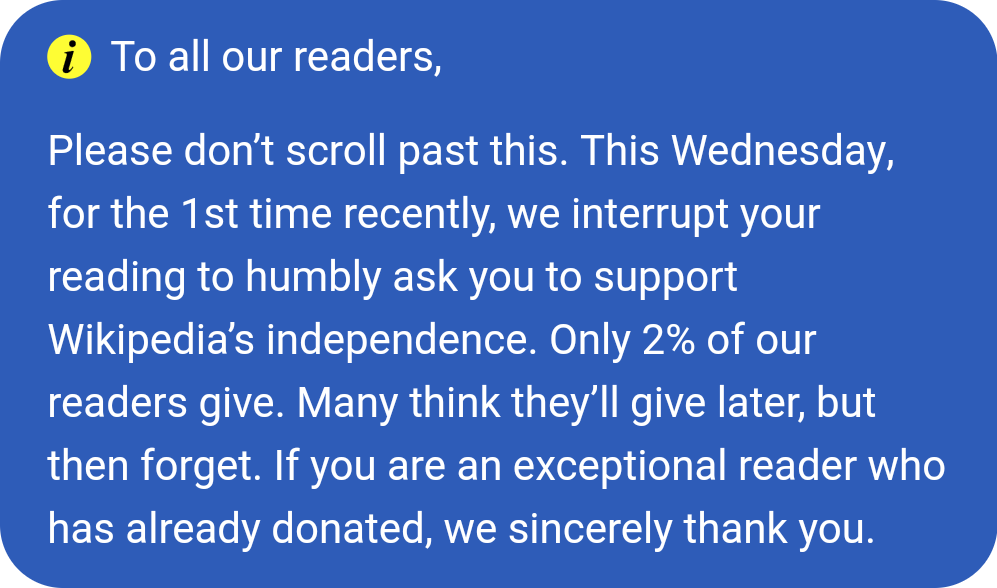 i To all our readers,
Please don’t scroll past this. This Wednesday,
for the 1st time recently, we interrupt your
reading to humbly ask you to support
Wikipedia’s independence. Only 2% of our
readers give. Many think they’ll give later, but
then forget. If you are an exceptional reader who
has already donated, we sincerely thank you.